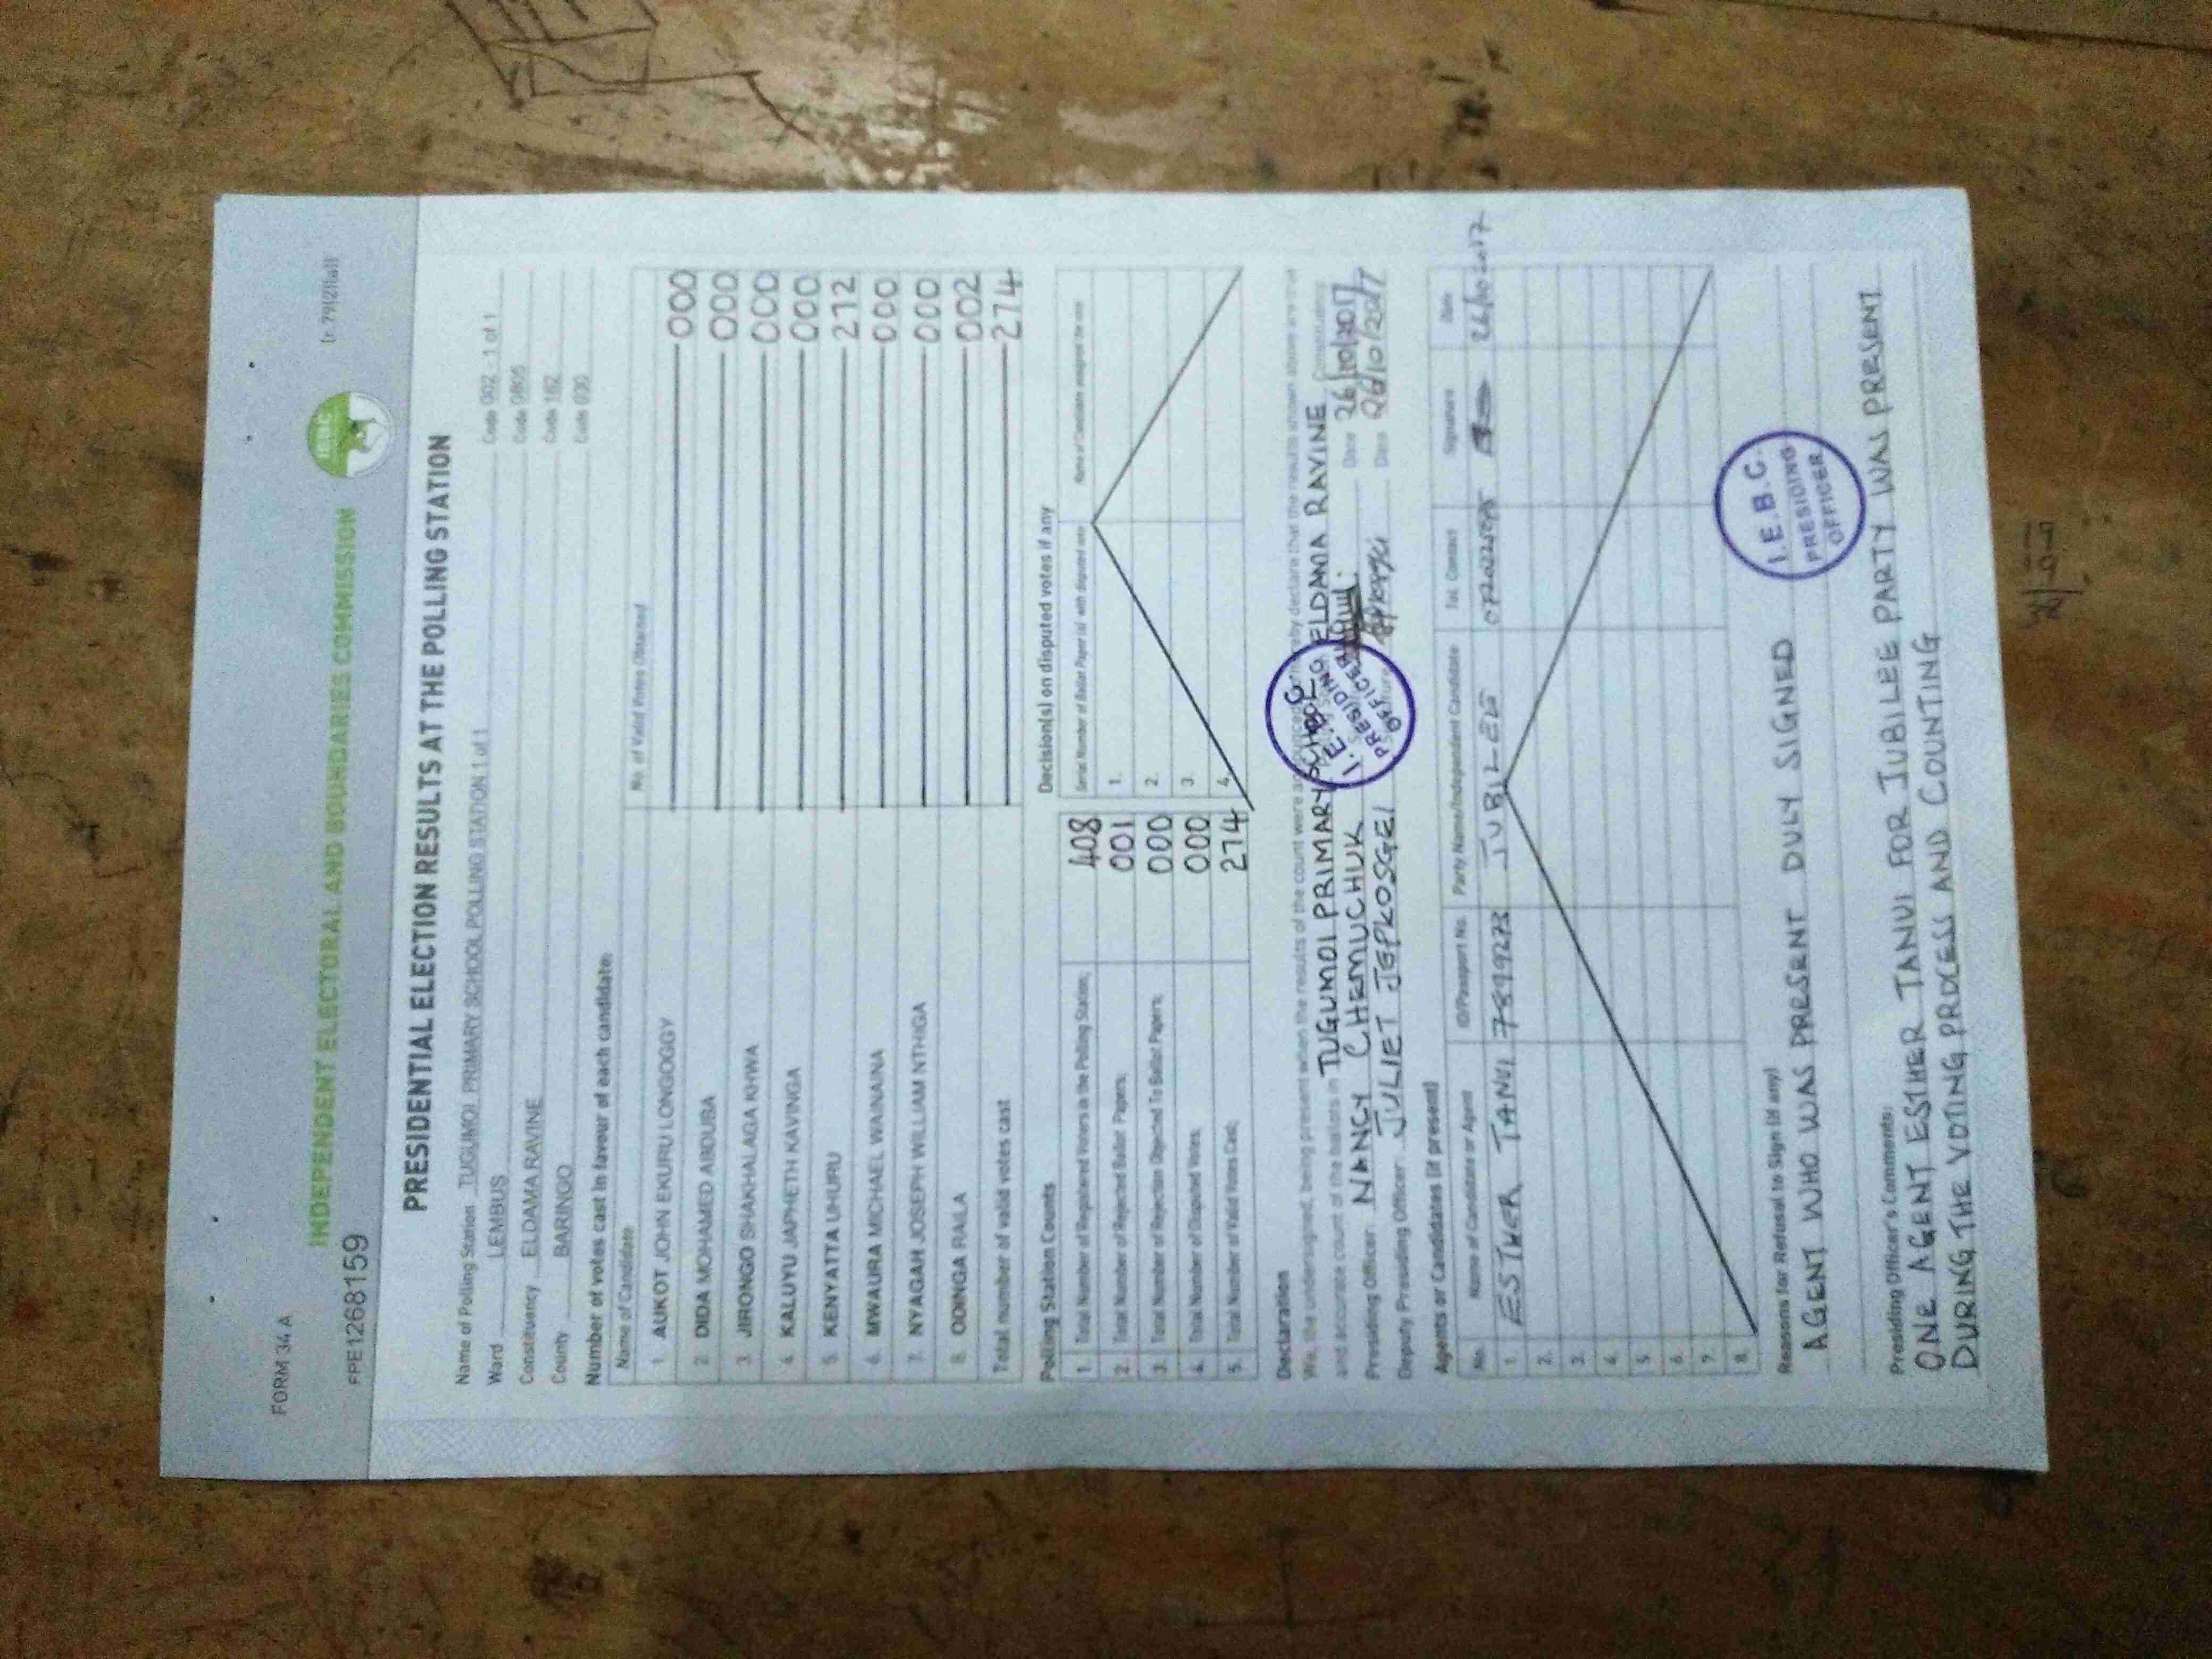 FORM 34 A
(r. 79(2)(a))
INDEPENDENT ELECTORAL AND BOUNDARIES COMMISSION
IEBC
FPE1268159
PRESIDENTIAL ELECTION RESULTS AT THE POLLING STATION
Name of Polling Station TUGUMOI PRIMARY SCHOOL POLLING STATION 1 of 1 Code 002 - 1 of 1
Ward LEMBUS Code 0805
Constituency ELDAMA RAVINE Code 162
County BARINGO Code 030
Number of votes cast in favour of each candidate:
Name of Candidate No. of Valid Votes Obtained
1. AUKOT JOHN EKURU LONGOGGY 000
2. DIDA MOHAMED ABDUBA 000
3. JIRONGO SHAKHALAGA KHWA 000
4. KALUYU JAPHETH KAVINGA 000
5. KENYATTA UHURU 212
6. MWAURA MICHAEL WAINAINA 000
7. NYAGAH JOSEPH WILLIAM NTHIGA 000
8. ODINGA RAILA 002
Total number of valid votes cast 274
Polling Station Counts
1. Total Number of Registered Voters in the Polling Station; 408
2. Total Number of Rejected Ballot Papers; 001
3. Total Number of Rejection Objected To Ballot Papers; 000
4. Total Number of Disputed Votes; 000
5. Total Number of Valid Votes Cast; 274
Decision(s) on disputed votes if any
Serial Number of Ballot Paper(s) with disputed vote Name of Candidate assigned the vote
1.
2.
3.
4.
Declaration
We, the undersigned, being present when the results of the count were declare that the results shown above are true
and accurate count of the ballots in TUGUMOI PRIMARY SCHOOL ELDAMA RAVINE Constituency
Presiding Officer: NANCY CHEMUCHUK Date 26/10/2017
Deputy Presiding Officer: JULIET JEPKOSGEI Date 26/10/2017
I.E.B.C.
PRESIDING
OFFICER
Agents or Candidates (if present)
No. Name of Candidate or Agent ID/Passport No. Party Name/Independent Candidate Tel. Contact Signature Date
1. ESTHER TANUI 7899273 JUBILEE 26/10/2017
2.
3.
4.
5.
6.
7.
8.
Reasons for Refusal to Sign (if any)
AGENT WHO WAS PRESENT DULY SIGNED
I.E.B.C.
PRESIDING
OFFICER
Presiding Officer's Comments:
ONE AGENT ESTHER TANUI FOR JUBILEE PARTY WAS PRESENT
DURING THE VOTING PROCESS AND COUNTING